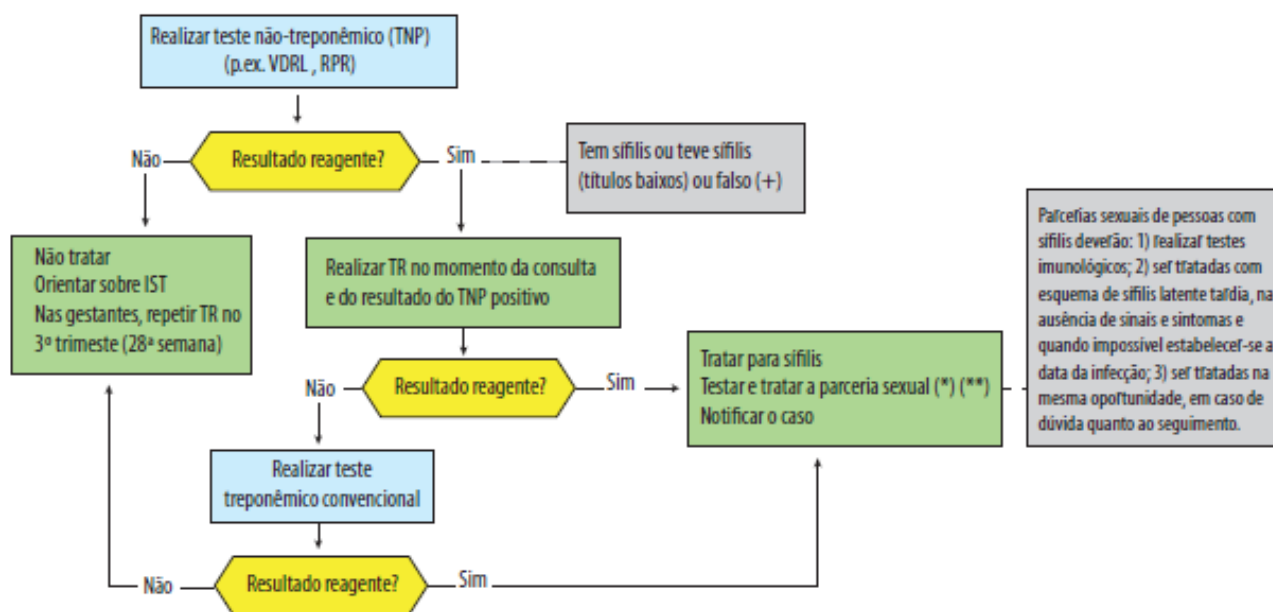 Realizar teste não-treponêmico (TNP)
(p.ex. VDRL , RPR)
Resultado reagente?
Não
Sim
Tem sífilis ou teve sífilis
(títulos baixos) ou falso (+)
Não tratar
Orientar sobre IST
Nas gestantes, repetir TR no
3º trimestre (28ª semana)
Realizar TR no momento da consulta
e do resultado do TNP positivo
Parcerias sexuais de pessoas com
sífilis deverão: 1) realizar testes
imunológicos; 2) ser tratadas com
esquema de sífilis latente tardia, na
ausência de sinais e sintomas e
quando impossível estabelecer-se a
data da infecção; 3) ser tratadas na
mesma oportunidade, em caso de
dúvida quanto ao seguimento.
Resultado reagente?
Não
Sim
Tratar para sífilis
Testar e tratar a parceria sexual (*) (**)
Notificar o caso
Realizar teste
treponêmico convencional
Resultado reagente?
Não
Sim